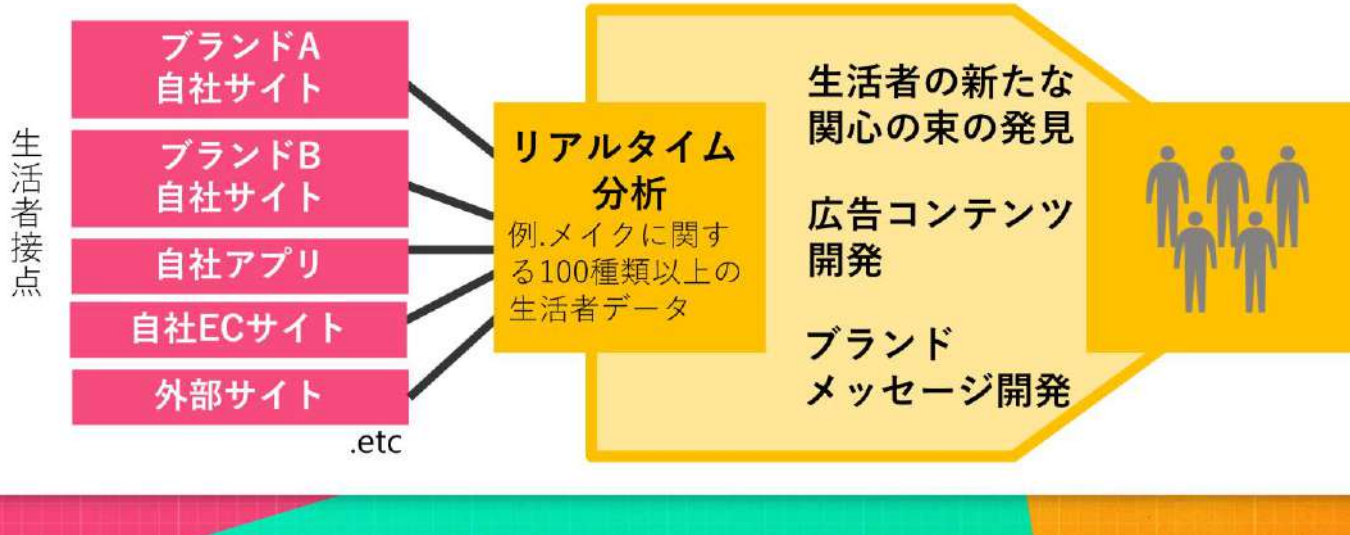 生活者接点
ブランドA
自社サイト
ブランドB
自社サイト
自社アプリ
自社ECサイト
外部サイト
.etc
リアルタイム
分析
例.メイクに関す
る100種類以上の
生活者データ
生活者の新たな
関心の束の発見
広告コンテンツ
開発
ブランド
メッセージ開発